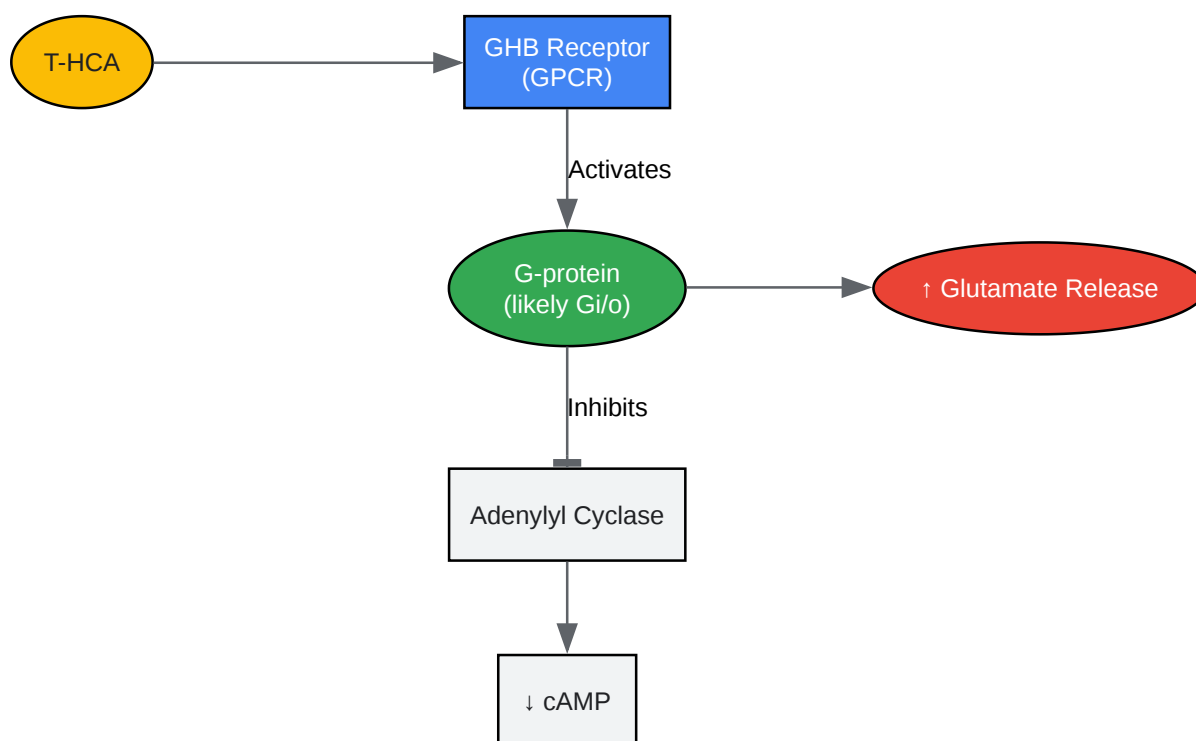 T-HCA
GHB Receptor
(GPCR)
Activates
G-protein
(likely Gi/o)
↑ Glutamate Release
Inhibits
Adenylyl Cyclase
↓ cAMP